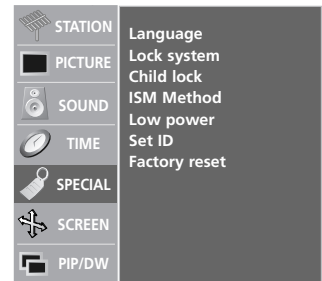 STATION
PICTURE
SOUND
TIME
SPECIAL
SCREEN
PIP/DW
Language
Lock system
Child lock
ISM Method
Low power
Set ID
Factory reset